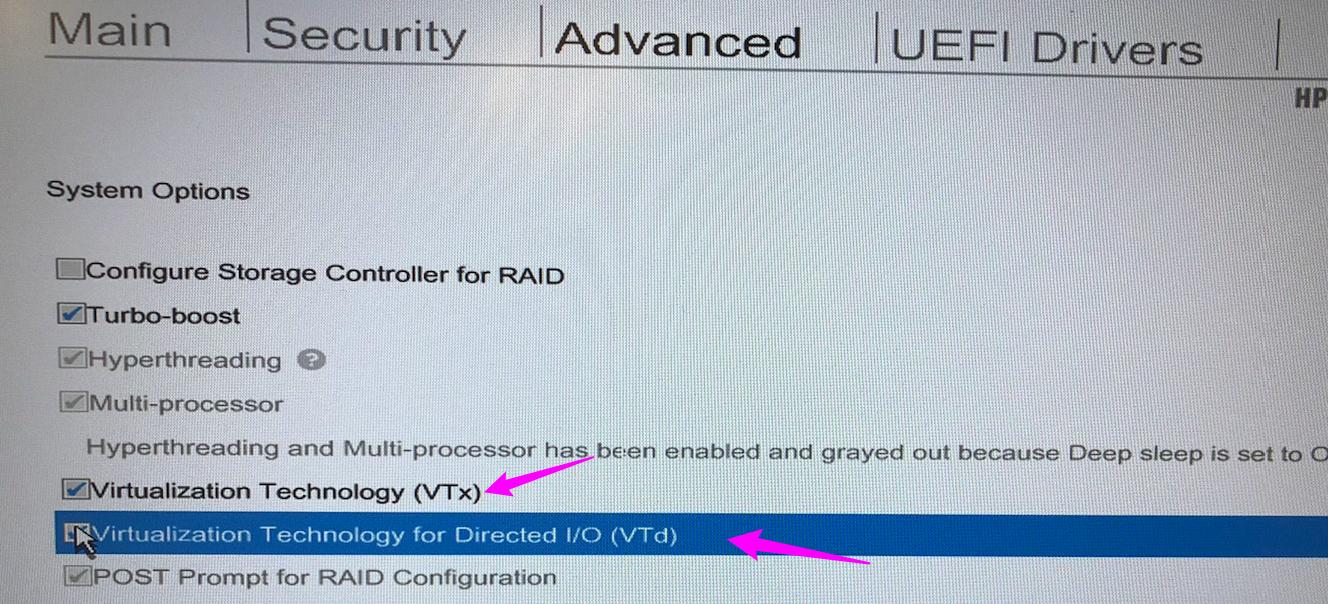 Main Security Advanced UEFI Drivers
HP
System Options
Configure Storage Controller for RAID
Turbo-boost
Hyperthreading ?
Multi-processor
Hyperthreading and Multi-processor has been enabled and grayed out because Deep sleep is set to O
Virtualization Technology (VTx)
Virtualization Technology for Directed I/O (VTd)
POST Prompt for RAID Configuration